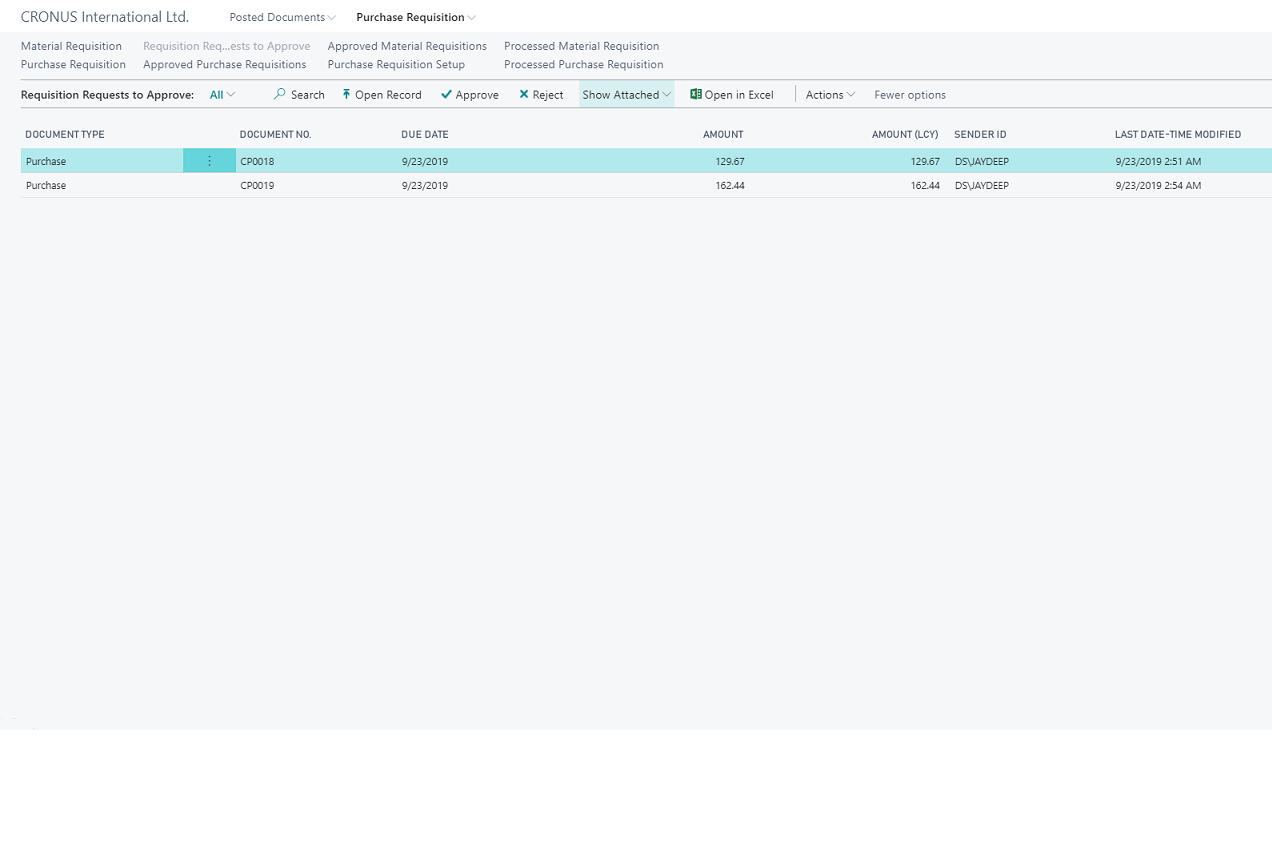 CRONUS International Ltd. Posted Documents Purchase Requisition
Material Requisition Requisition Req...ests to Approve Approved Material Requisitions Processed Material Requisition
Purchase Requisition Approved Purchase Requisitions Purchase Requisition Setup Processed Purchase Requisition
Requisition Requests to Approve: All Search Open Record Approve Reject Show Attached Open in Excel Actions Fewer options
DOCUMENT TYPE DOCUMENT NO. DUE DATE AMOUNT AMOUNT (LCY) SENDER ID LAST DATE-TIME MODIFIED
Purchase CP0018 9/23/2019 129.67 129.67 DS\JAYDEEP 9/23/2019 2:51 AM
Purchase CP0019 9/23/2019 162.44 162.44 DS\JAYDEEP 9/23/2019 2:54 AM